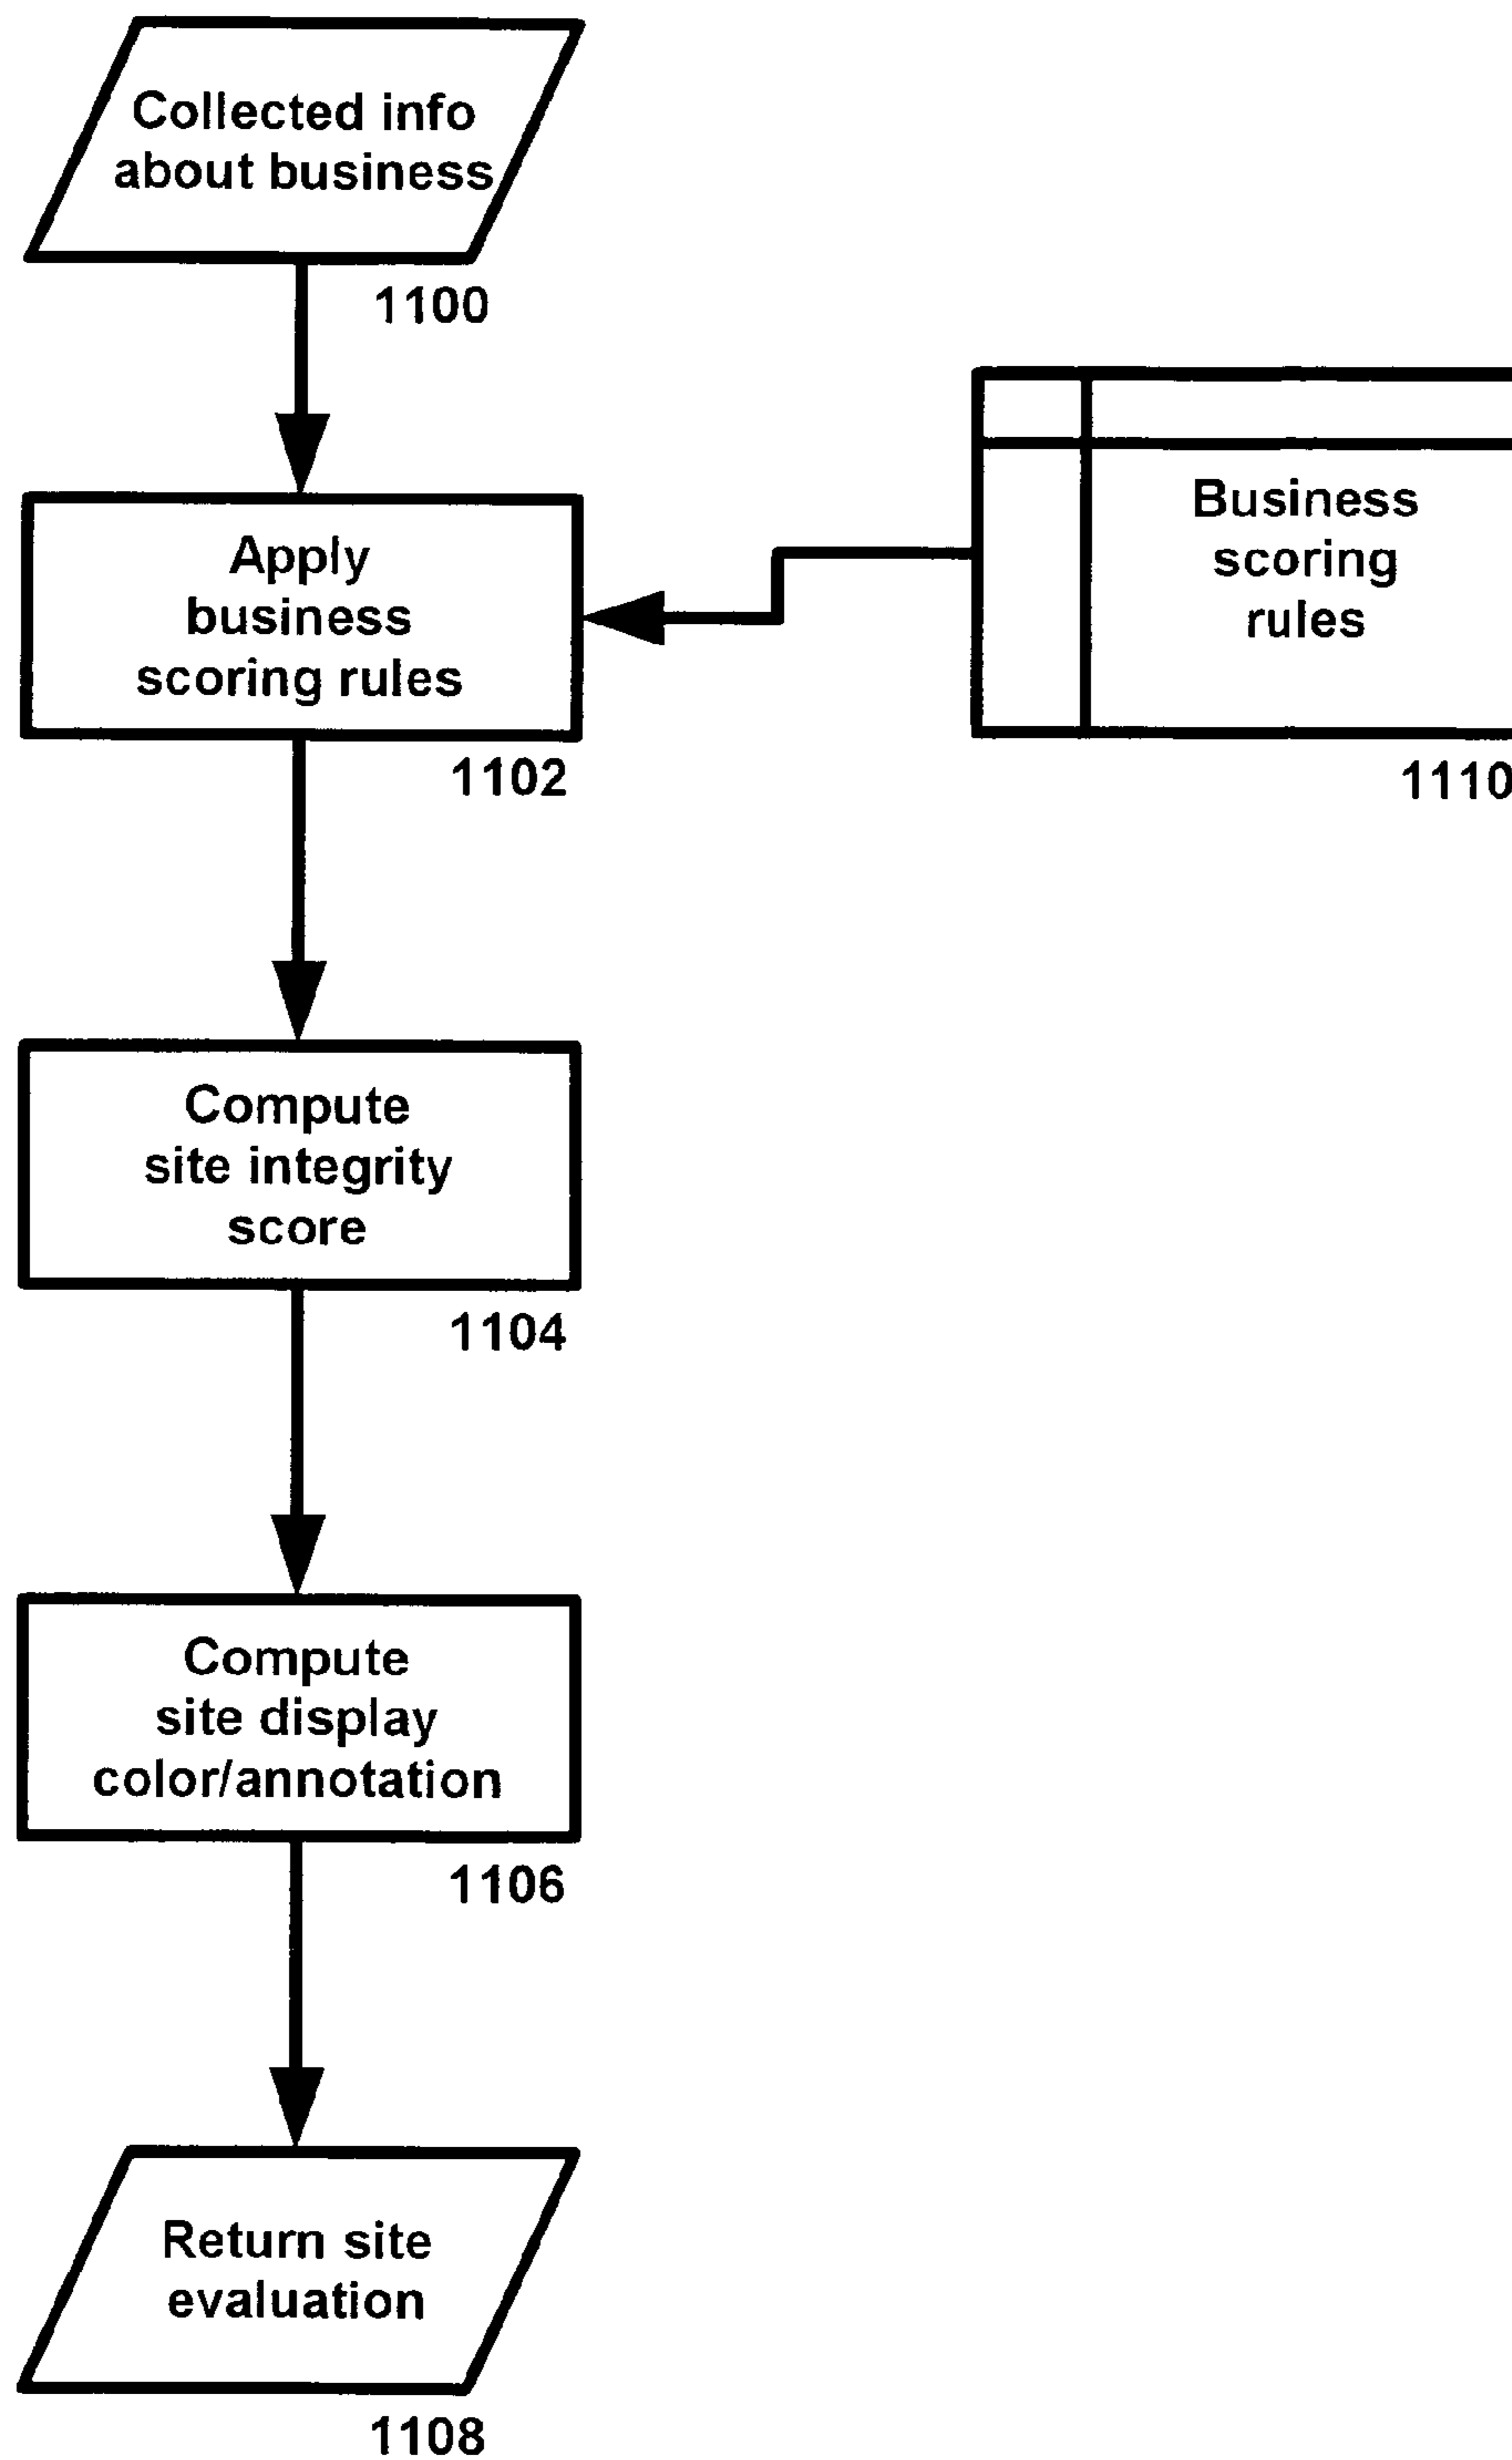 Collected info
about business
1100
Apply
business
scoring rules
1102
Business
scoring
rules
1110
Compute
site integrity
score
1104
Compute
site display
color/annotation
1106
Return site
evaluation
1108